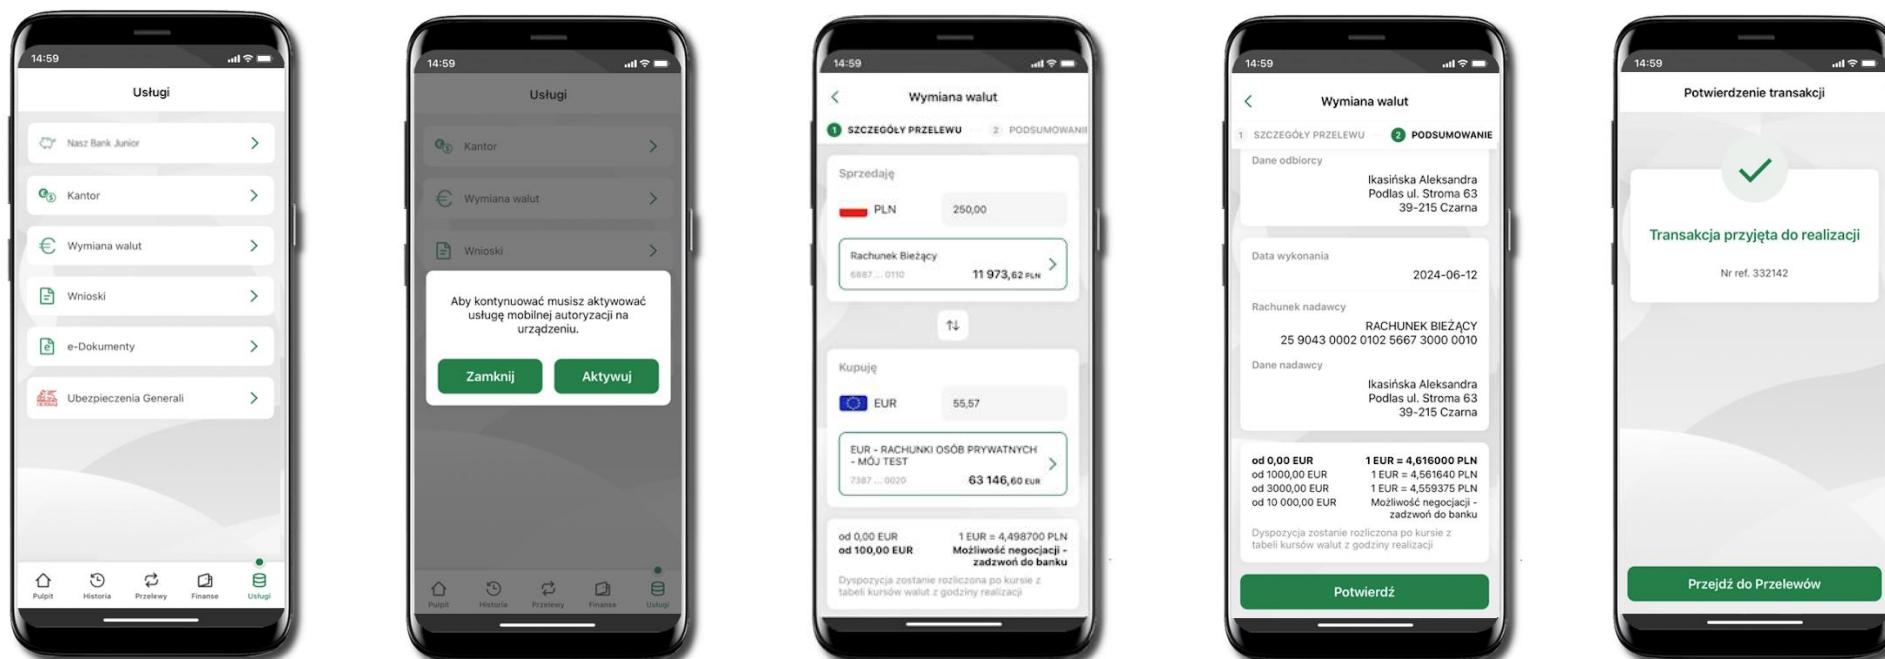 14:59
Usługi
Nasz Bank Junior
Kantor
Wymiana walut
Wnioski
e-Dokumenty
Ubezpieczenia Generali
Pulpit
Historia
Przelewy
Finanse
Usługi
14:59
Usługi
Kantor
Wymiana walut
Wnioski
Aby kontynuować musisz aktywować
usługę mobilnej autoryzacji na
urządzeniu.
Zamknij Aktywuj
Pulpit
Historia
Przelewy
Finanse
Usługi
14:59
Wymiana walut
1 SZCZEGÓŁY PRZELEWU 2 PODSUMOWANIE
Sprzedaję
PLN 250,00
Rachunek Bieżący
6687 ... 0110 11 973,62 PLN
Kupuję
EUR 55,57
EUR - RACHUNKI OSÓB PRYWATNYCH
- MÓJ TEST
7387 ... 0020 63 146,60 EUR
od 0,00 EUR 1 EUR = 4,498700 PLN
od 100,00 EUR Możliwość negocjacji -
zadzwoń do banku
Dyspozycja zostanie rozliczona po kursie z
tabeli kursów walut z godziny realizacji
14:59
Wymiana walut
1 SZCZEGÓŁY PRZELEWU 2 PODSUMOWANIE
Dane odbiorcy
Ikasińska Aleksandra
Podlas ul. Stroma 63
39-215 Czarna
Data wykonania
2024-06-12
Rachunek nadawcy
RACHUNEK BIEŻĄCY
25 9043 0002 0102 5667 3000 0010
Dane nadawcy
Ikasińska Aleksandra
Podlas ul. Stroma 63
39-215 Czarna
od 0,00 EUR 1 EUR = 4,616000 PLN
od 1000,00 EUR 1 EUR = 4,561640 PLN
od 3000,00 EUR 1 EUR = 4,559375 PLN
od 10 000,00 EUR Możliwość negocjacji -
zadzwoń do banku
Dyspozycja zostanie rozliczona po kursie z
tabeli kursów walut z godziny realizacji
Potwierdź
14:59
Potwierdzenie transakcji
Transakcja przyjęta do realizacji
Nr ref. 332142
Przejdź do Przelewów